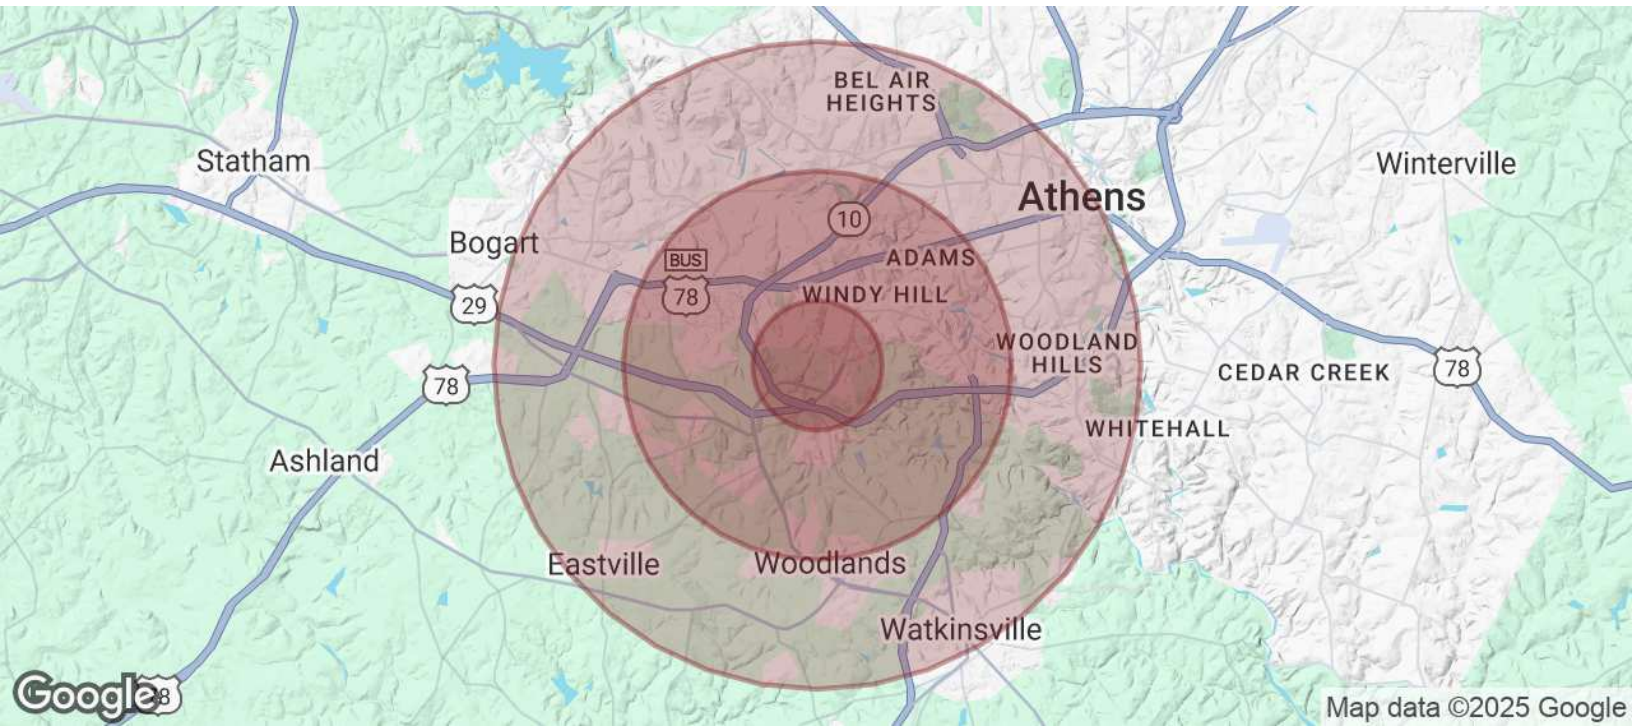 BEL AIR
HEIGHTS
Statham
Winterville
Athens
10
Bogart
BUS
78
ADAMS
WINDY HILL
29
WOODLAND
HILLS
78
CEDAR CREEK
78
WHITEHALL
Ashland
Eastville
Woodlands
Watkinsville
Google
8
Map data ©2025 Google